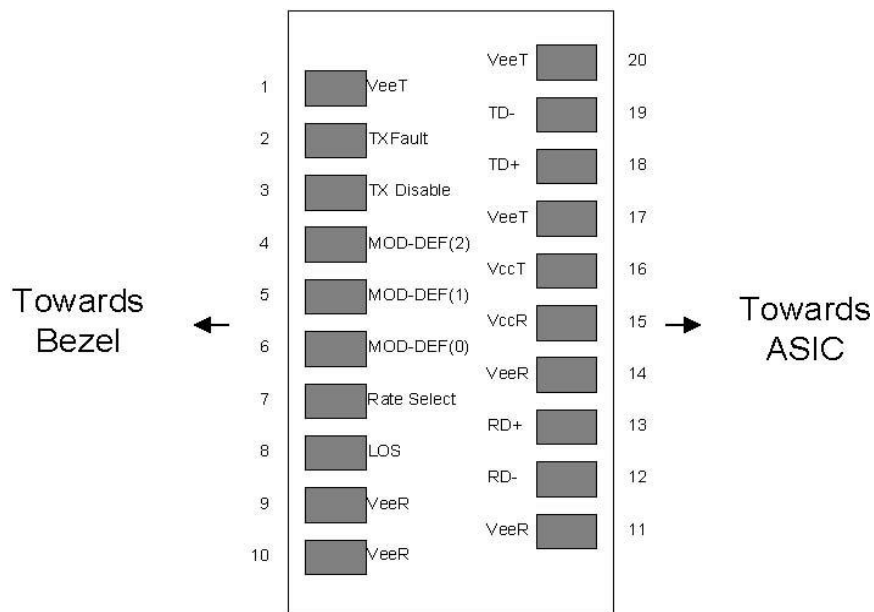 VeeT 20
1 VeeT
TD- 19
2 TXFault
TD+ 18
3 TX Disable
VeeT 17
4 MOD-DEF(2)
VccT 16
5 MOD-DEF(1)
Towards
Bezel
VccR 15
Towards
ASIC
6 MOD-DEF(0)
VeeR 14
7 Rate Select
RD+ 13
8 LOS
RD- 12
9 VeeR
VeeR 11
10 VeeR